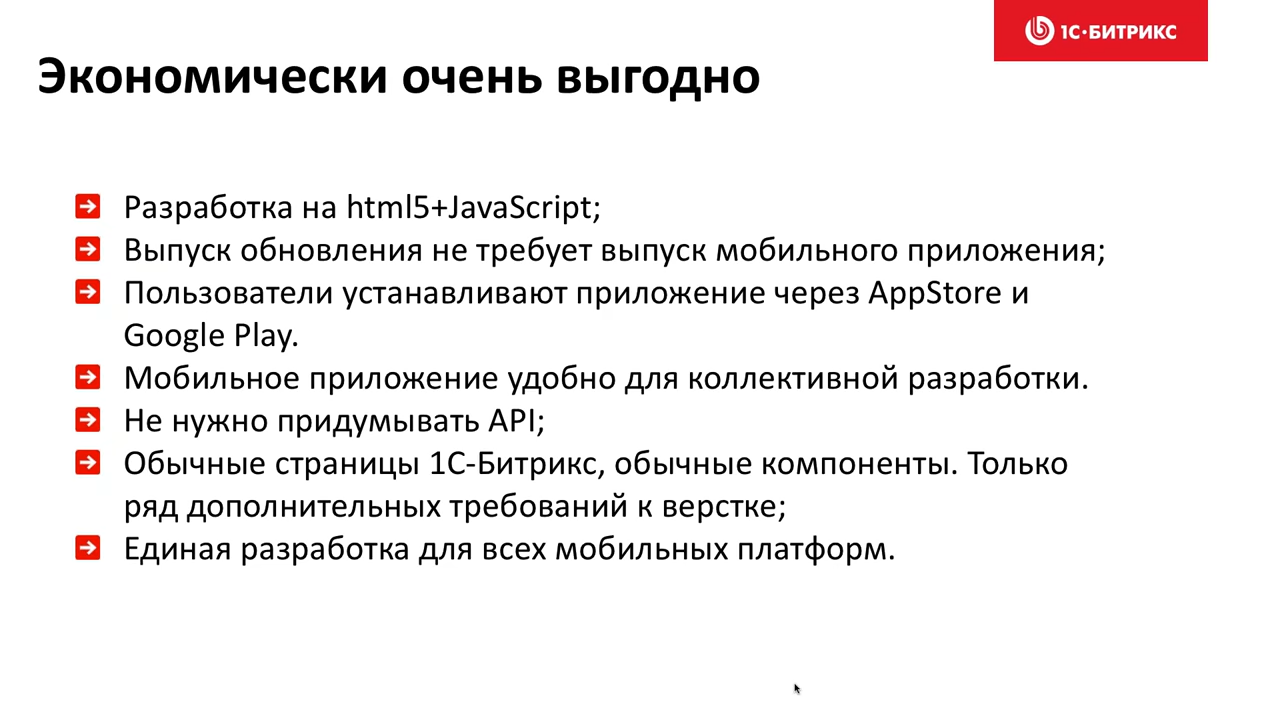 1С·БИТРИКС
Экономически очень выгодно
Разработка на html5+JavaScript;
Выпуск обновления не требует выпуск мобильного приложения;
Пользователи устанавливают приложение через AppStore и
Google Play.
Мобильное приложение удобно для коллективной разработки.
Не нужно придумывать API;
Обычные страницы 1С-Битрикс, обычные компоненты. Только
ряд дополнительных требований к верстке;
Единая разработка для всех мобильных платформ.